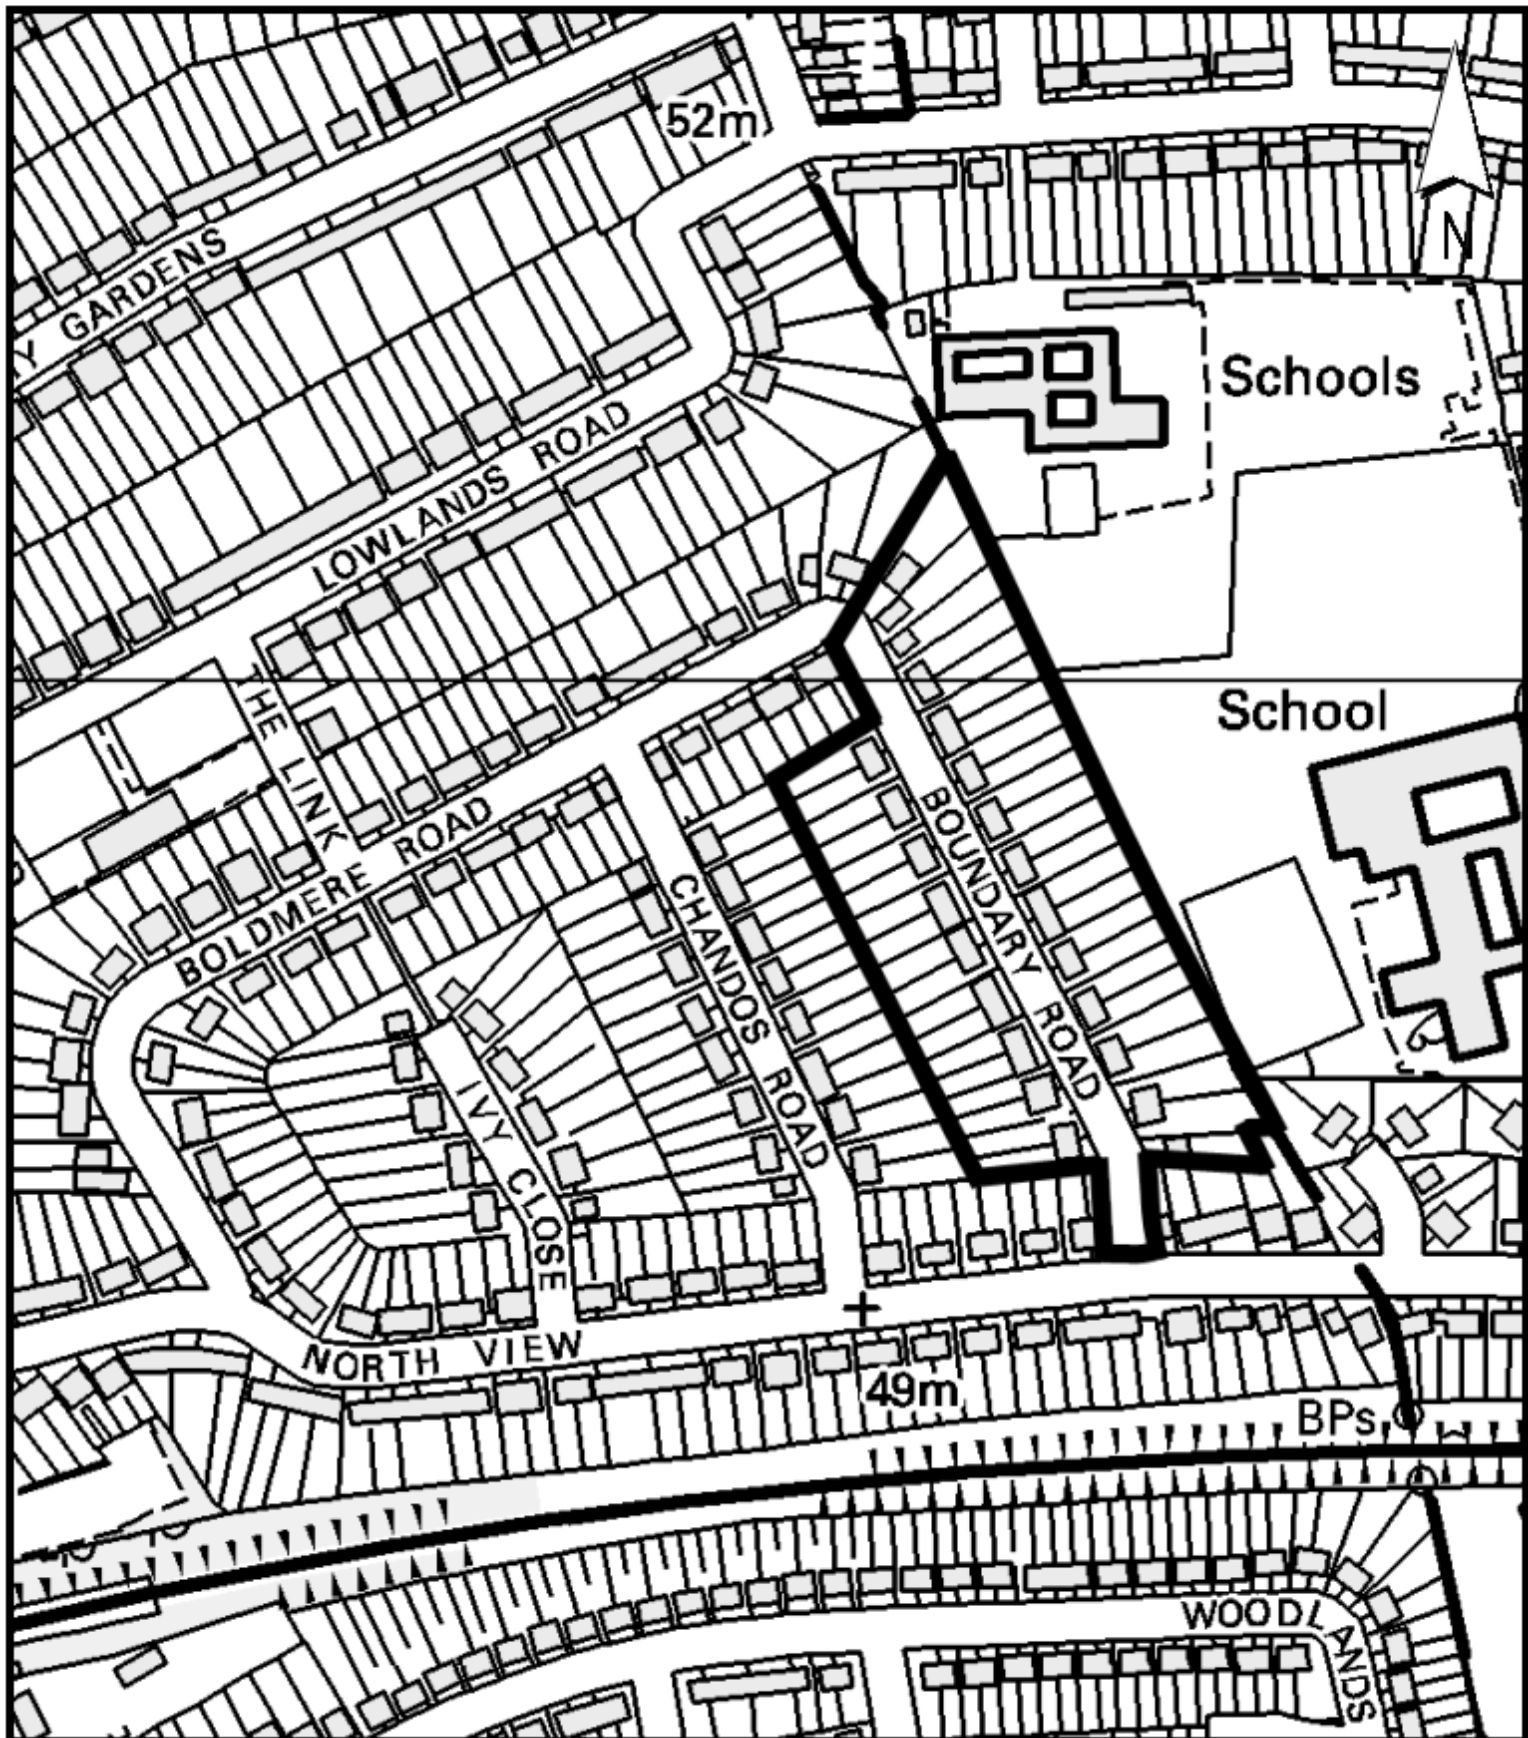 52m
N
Y GARDENS
Schools
LOWLANDS ROAD
School
THE LINK
BOUNDARY ROAD
BOLDMERE ROAD
CHANDOS ROAD
IVY CLOSE
NORTH VIEW
49m
BPs
WOODLANDS